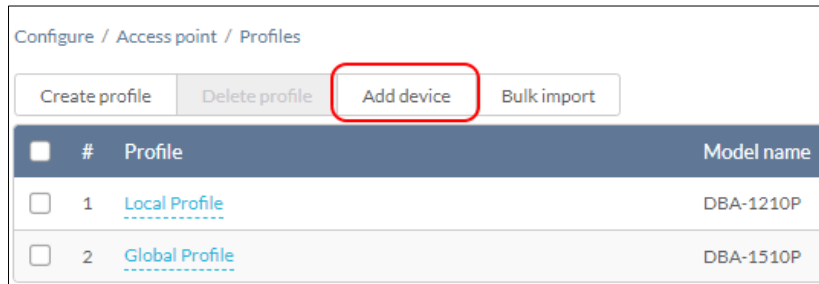 Configure / Access point / Profiles
Create profile Delete profile Add device Bulk import
# Profile Model name
1 Local Profile DBA-1210P
2 Global Profile DBA-1510P